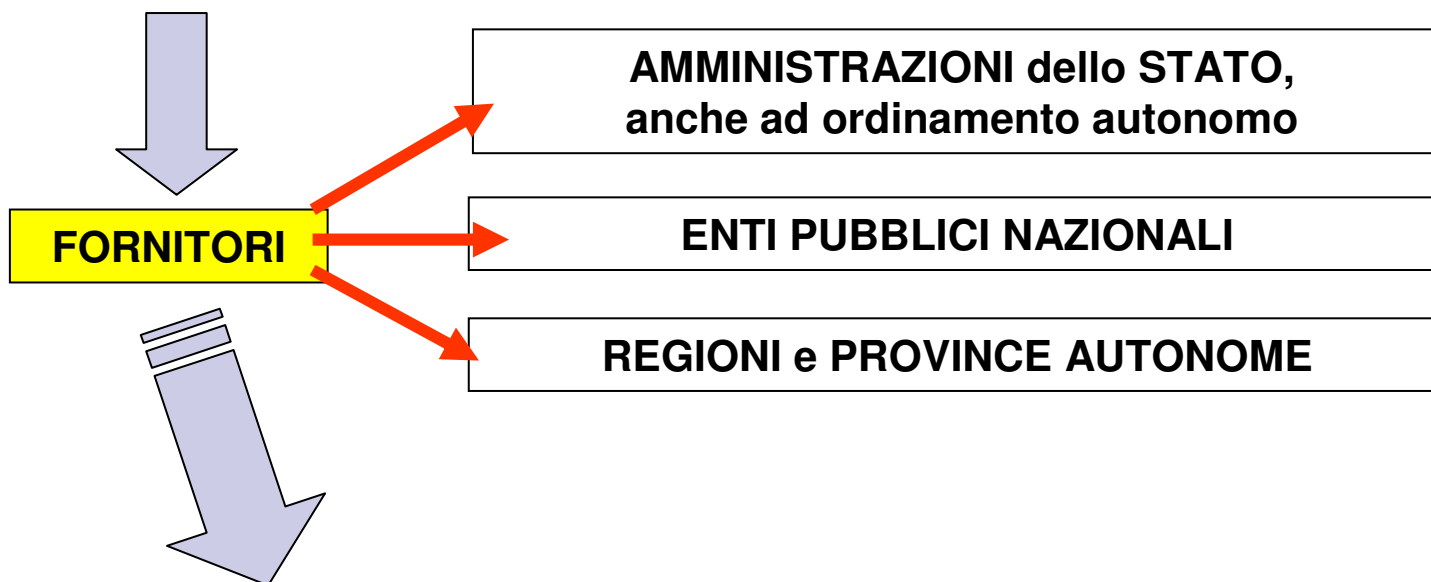 AMMINISTRAZIONI dello STATO,
anche ad ordinamento autonomo
FORNITORI
ENTI PUBBLICI NAZIONALI
REGIONI e PROVINCE AUTONOME